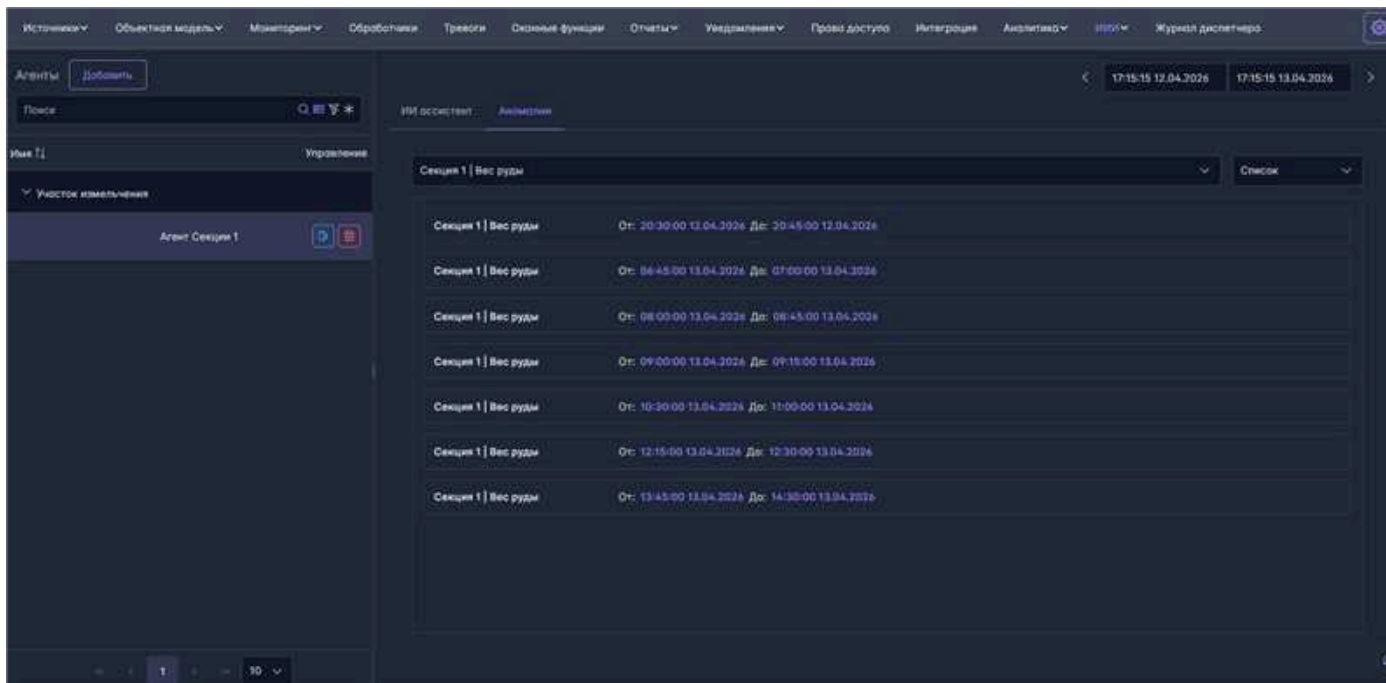 Источники Объектная модель Мониторинг Обработчики Тревоги Оконные функции Отчеты Уведомления Права доступа Интеграция Аналитика Журнал диспетчера
Агенты Добавить
17:15:15 12.04.2026 17:15:15 13.04.2026
Поиск
ИИ ассистент Аномалии
Имя Управление
Секция 1 | Вес руды Список
Участок измельчения
Агент Секции 1
Секция 1 | Вес руды От: 20:30:00 12.04.2026 До: 20:45:00 12.04.2026
Секция 1 | Вес руды От: 06:45:00 13.04.2026 До: 07:00:00 13.04.2026
Секция 1 | Вес руды От: 08:00:00 13.04.2026 До: 08:45:00 13.04.2026
Секция 1 | Вес руды От: 09:00:00 13.04.2026 До: 09:15:00 13.04.2026
Секция 1 | Вес руды От: 10:30:00 13.04.2026 До: 11:00:00 13.04.2026
Секция 1 | Вес руды От: 12:15:00 13.04.2026 До: 12:30:00 13.04.2026
Секция 1 | Вес руды От: 13:45:00 13.04.2026 До: 14:30:00 13.04.2026
1 10